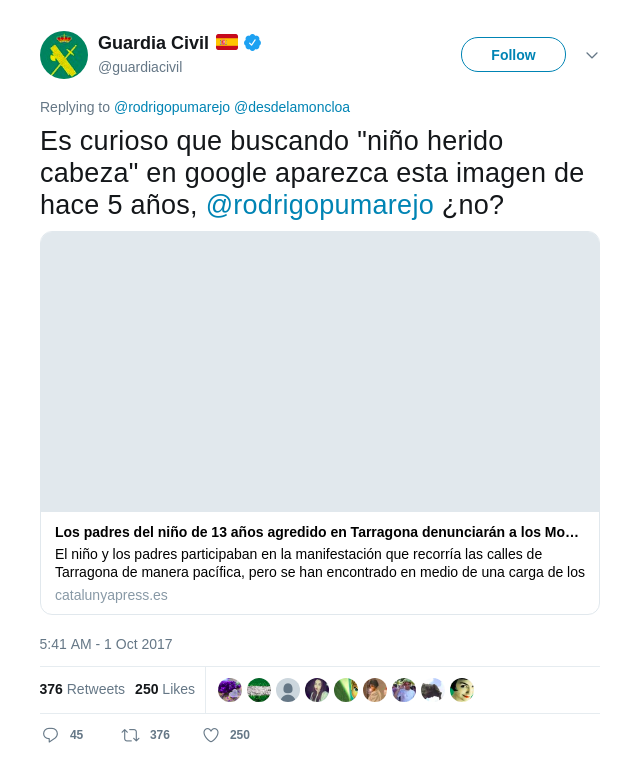 Guardia Civil
@guardiacivil
Follow
Replying to @rodrigopumarejo @desdelamoncloa
Es curioso que buscando "niño herido
cabeza" en google aparezca esta imagen de
hace 5 años, @rodrigopumarejo ¿no?
Los padres del niño de 13 años agredido en Tarragona denunciarán a los Mo…
El niño y los padres participaban en la manifestación que recorría las calles de
Tarragona de manera pacífica, pero se han encontrado en medio de una carga de los
catalunyapress.es
5:41 AM - 1 Oct 2017
376 Retweets 250 Likes
45 376 250